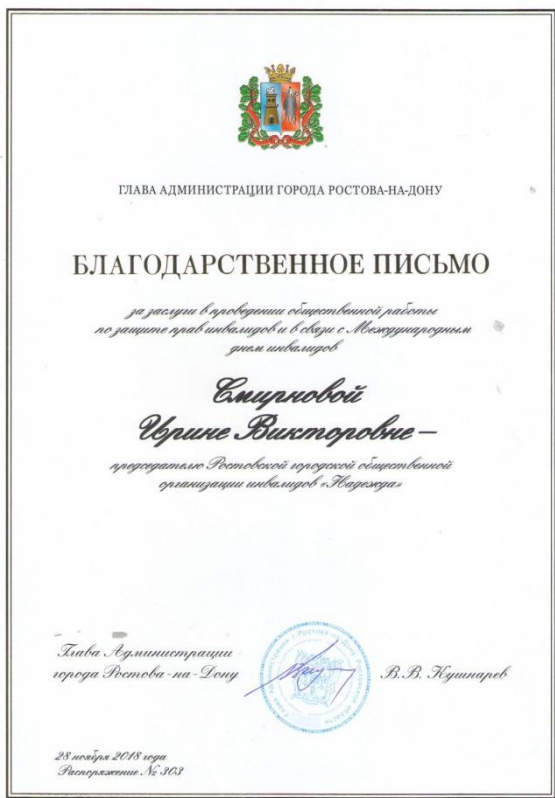 ГЛАВА АДМИНИСТРАЦИИ ГОРОДА РОСТОВА-НА-ДОНУ
БЛАГОДАРСТВЕННОЕ ПИСЬМО
за заслуги в проведении общественной работы
по защите прав инвалидов и в связи с Международным
днем инвалидов
Смирновой
Ирине Викторовне –
председателю Ростовской городской общественной
организации инвалидов «Надежда»
Глава Администрации
города Ростова-на-Дону
В.В. Кушнарев
28 ноября 2018 года
Распоряжение № 303